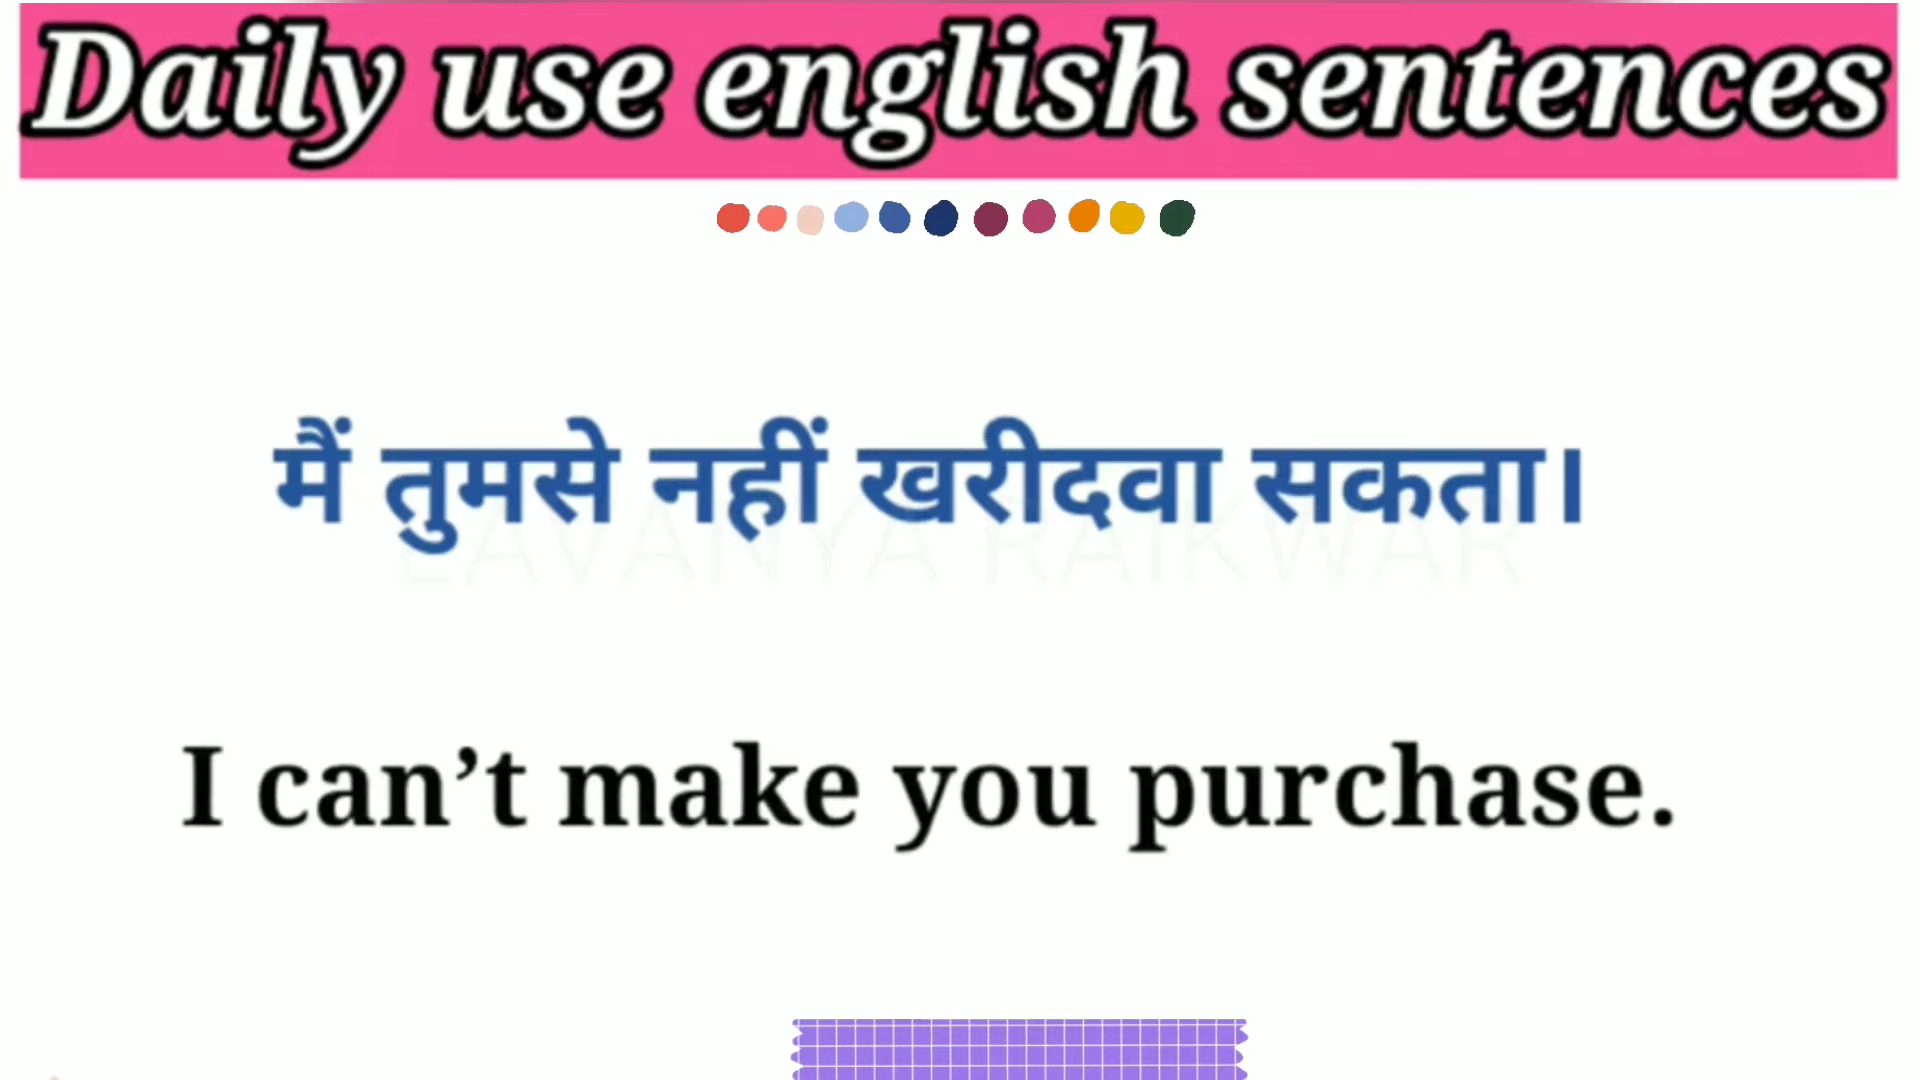 Daily use english sentences
मैं तुमसे नहीं खरीदवा सकता।
LAVANYA RAIKWAR
I can’t make you purchase.